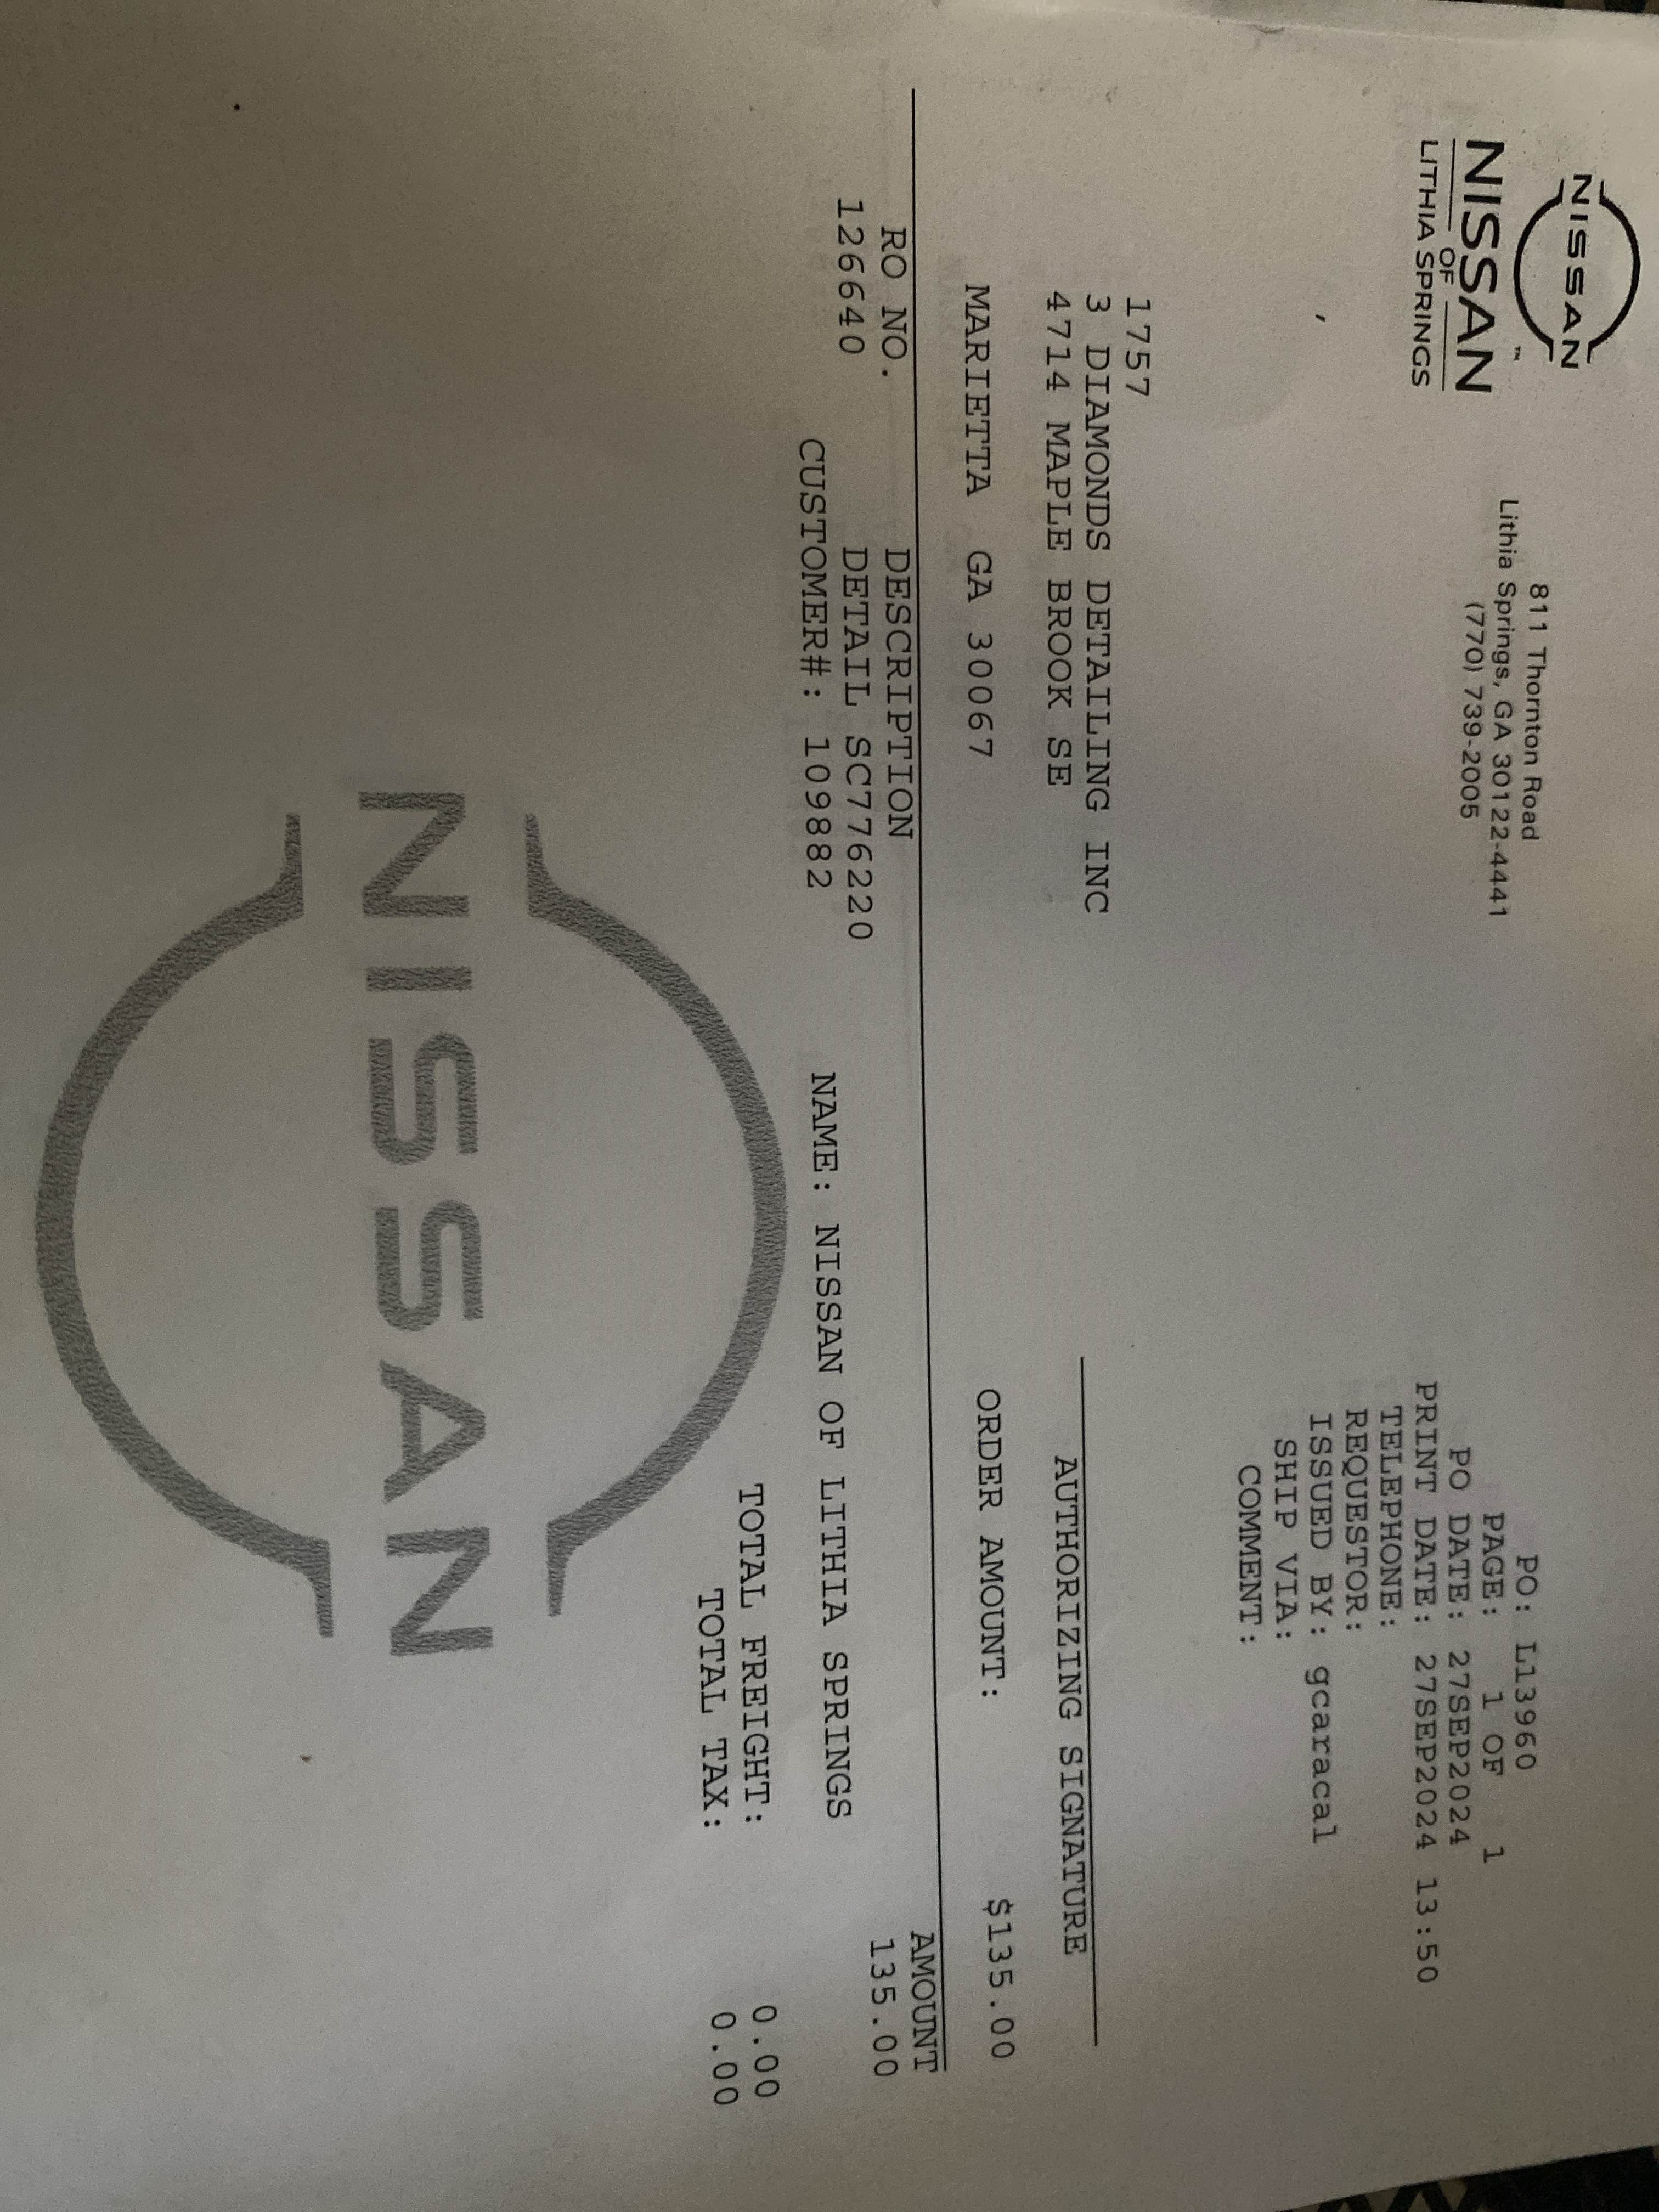 NISSAN
NISSAN
OF
LITHIA SPRINGS
811 Thornton Road
Lithia Springs, GA 30122-4441
(770) 739-2005
PO: L13960
PAGE: 1 OF 1
PO DATE: 27SEP2024
PRINT DATE: 27SEP2024 13:50
TELEPHONE:
REQUESTOR:
ISSUED BY: gcaracal
SHIP VIA:
COMMENT:
1757
3 DIAMONDS DETAILING INC
4714 MAPLE BROOK SE
MARIETTA GA 30067
AUTHORIZING SIGNATURE
ORDER AMOUNT: $135.00
RO NO. DESCRIPTION AMOUNT
126640 DETAIL SC776220 135.00
CUSTOMER#: 109882 NAME: NISSAN OF LITHIA SPRINGS
TOTAL FREIGHT: 0.00
TOTAL TAX: 0.00
NISSAN